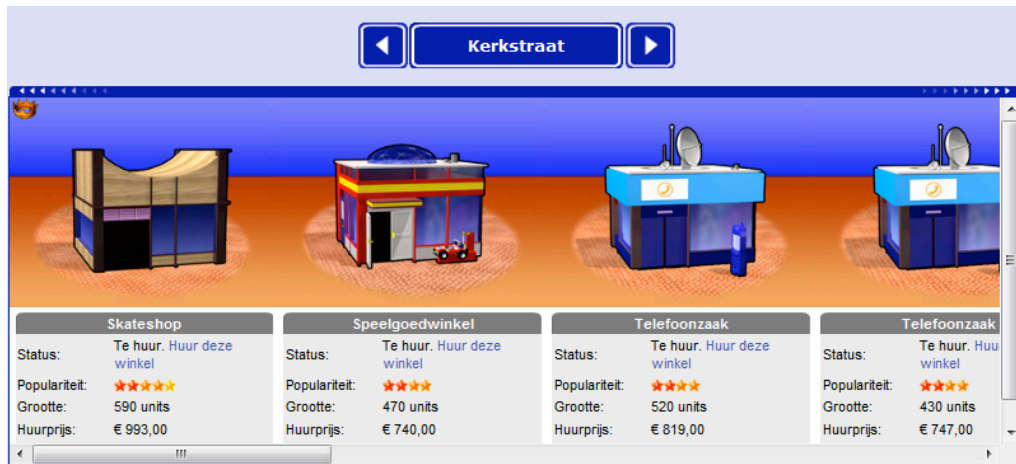 Kerkstraat
Skateshop
Status: Te huur. Huur deze
winkel
Populariteit:
Grootte: 590 units
Huurprijs: € 993,00
Speelgoedwinkel
Status: Te huur. Huur deze
winkel
Populariteit:
Grootte: 470 units
Huurprijs: € 740,00
Telefoonzaak
Status: Te huur. Huur deze
winkel
Populariteit:
Grootte: 520 units
Huurprijs: € 819,00
Telefoonzaak
Status: Te huur. Huu
winkel
Populariteit:
Grootte: 430 units
Huurprijs: € 747,00